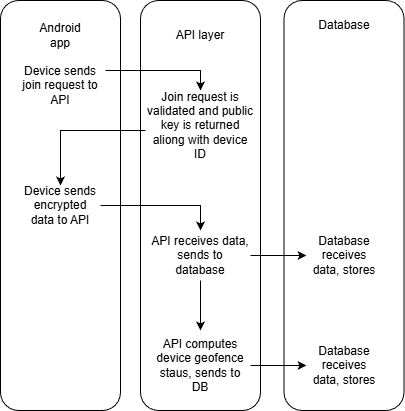 Android
app
API layer
Database
Device sends
join request to
API
Join request is
validated and public
key is returned
aliong with device
ID
Device sends
encrypted
data to API
API receives data,
sends to
database
Database
receives
data, stores
API computes
device geofence
staus, sends to
DB
Database
receives
data, stores